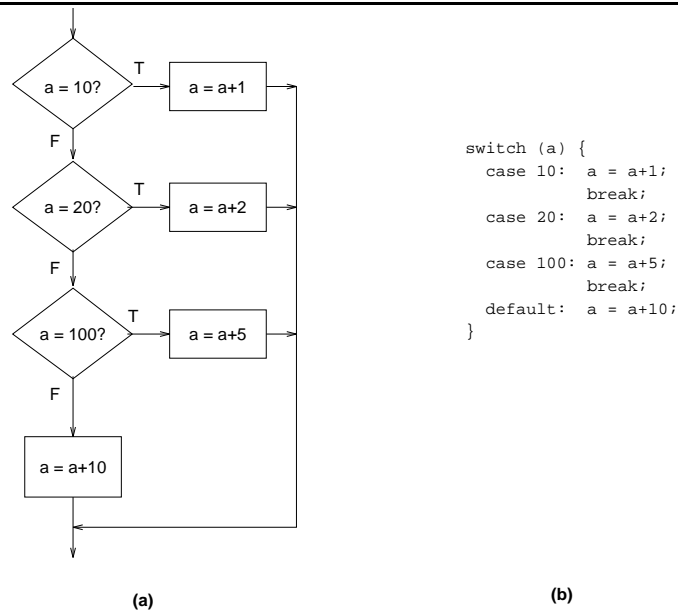 a = 10?
T
a = a+1
F
a = 20?
T
a = a+2
F
a = 100?
T
a = a+5
F
a = a+10
(a)
switch (a) {
case 10: a = a+1;
break;
case 20: a = a+2;
break;
case 100: a = a+5;
break;
default: a = a+10;
}
(b)